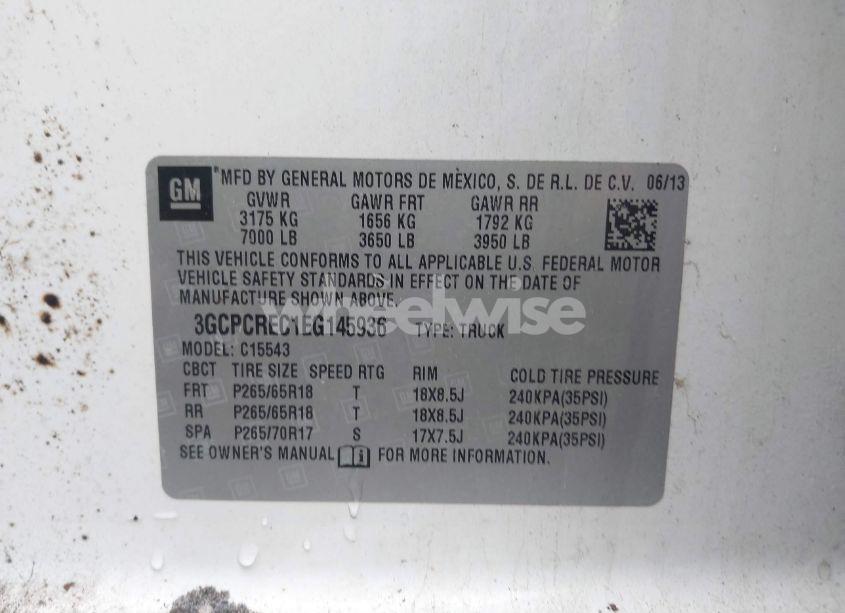 GM
*MFD BY GENERAL MOTORS DE MEXICO, S. DE R.L. DE C.V. 06/13
GVWR GAWR FRT GAWR RR
3175 KG 1656 KG 1792 KG
7000 LB 3650 LB 3950 LB
THIS VEHICLE CONFORMS TO ALL APPLICABLE U.S. FEDERAL MOTOR
VEHICLE SAFETY STANDARDS IN EFFECT ON THE DATE OF
MANUFACTURE SHOWN ABOVE.
wheelwise
3GCPCREC1EG145936 TYPE: TRUCK
MODEL: C15543
CBCT TIRE SIZE SPEED RTG RIM COLD TIRE PRESSURE
FRT P265/65R18 T 18X8.5J 240KPA(35PSI)
RR P265/65R18 T 18X8.5J 240KPA(35PSI)
SPA P265/70R17 S 17X7.5J 240KPA(35PSI)
SEE OWNER'S MANUAL FOR MORE INFORMATION.